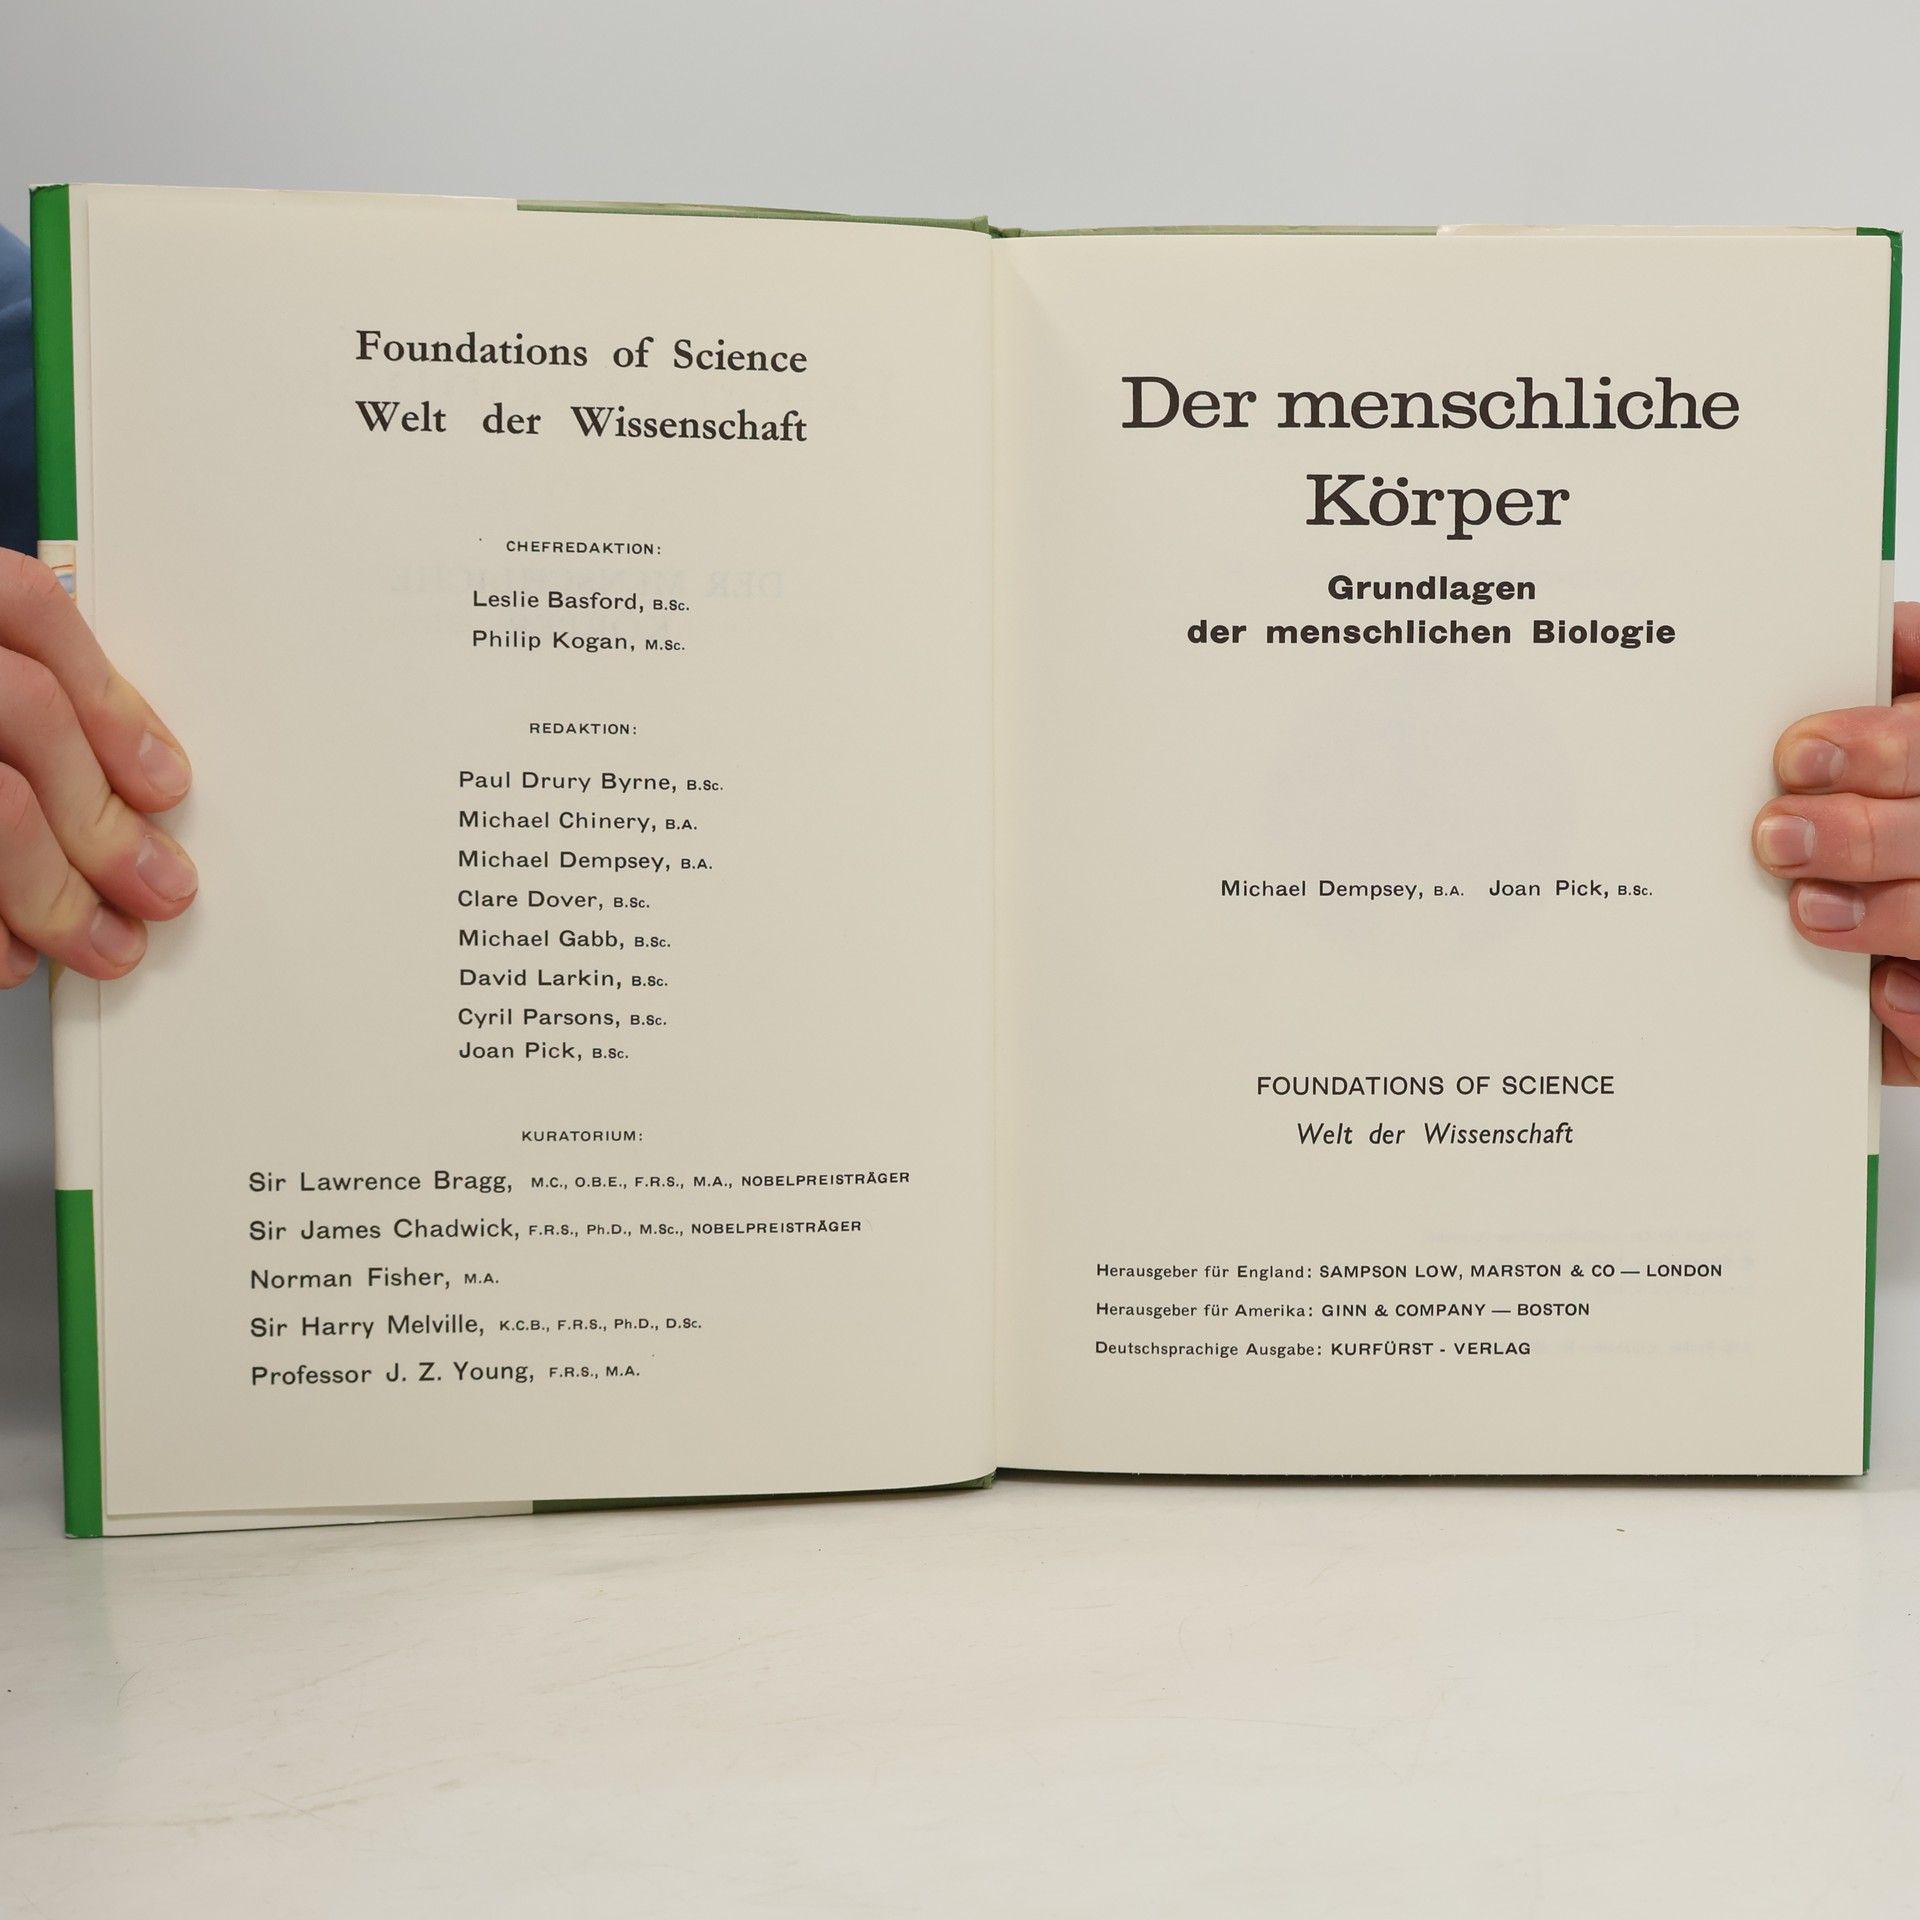 Foundations of Science
Welt der Wissenschaft
CHEFREDAKTION:
Leslie Basford, B.Sc.
Philip Kogan, M.Sc.
REDAKTION:
Paul Drury Byrne, B.Sc.
Michael Chinery, B.A.
Michael Dempsey, B.A.
Clare Dover, B.Sc.
Michael Gabb, B.Sc.
David Larkin, B.Sc.
Cyril Parsons, B.Sc.
Joan Pick, B.Sc.
KURATORIUM:
Sir Lawrence Bragg, M.C., O.B.E., F.R.S., M.A., NOBELPREISTRÄGER
Sir James Chadwick, F.R.S., Ph.D., M.Sc., NOBELPREISTRÄGER
Norman Fisher, M.A.
Sir Harry Melville, K.C.B., F.R.S., Ph.D., D.Sc.
Professor J. Z. Young, F.R.S., M.A.
Der menschliche
Körper
Grundlagen
der menschlichen Biologie
Michael Dempsey, B.A. Joan Pick, B.Sc.
FOUNDATIONS OF SCIENCE
Welt der Wissenschaft
Herausgeber für England: SAMPSON LOW, MARSTON & CO — LONDON
Herausgeber für Amerika: GINN & COMPANY — BOSTON
Deutschsprachige Ausgabe: KURFÜRST - VERLAG